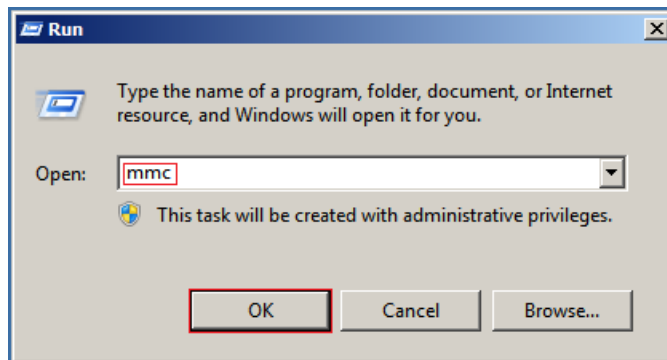 Run
Type the name of a program, folder, document, or Internet
resource, and Windows will open it for you.
Open: mmc
This task will be created with administrative privileges.
OK Cancel Browse...